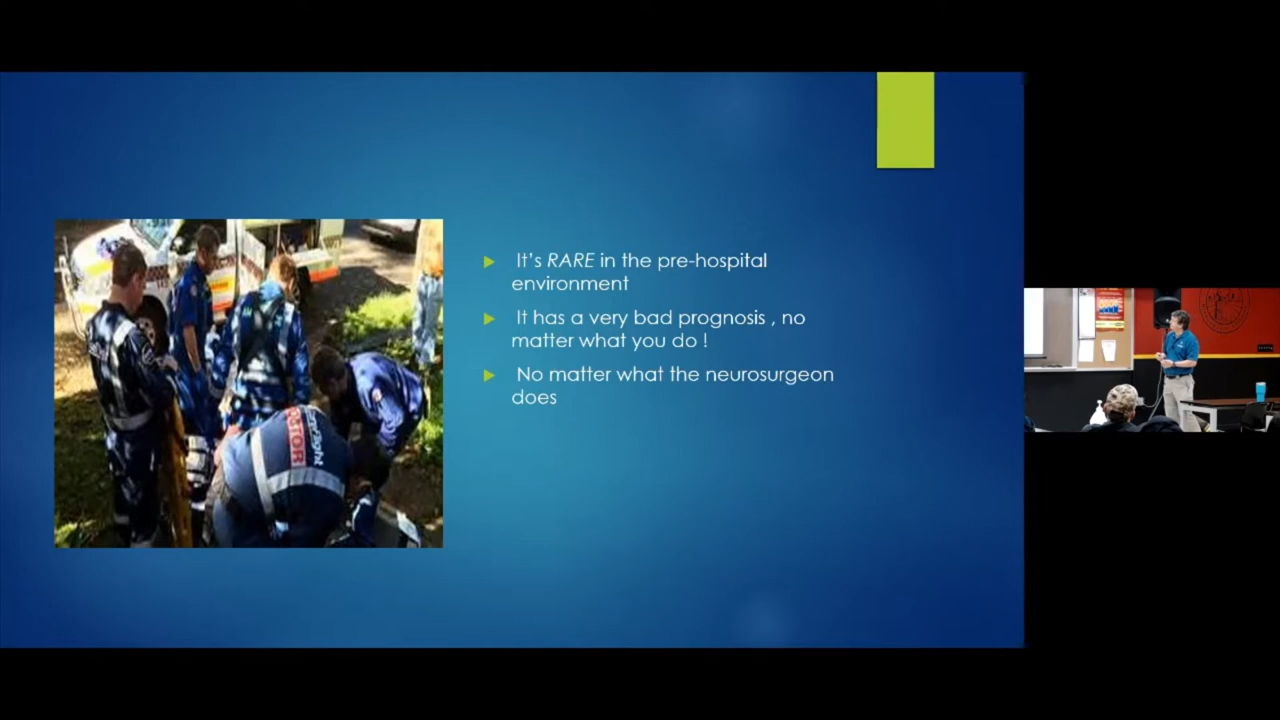 It's RARE in the pre-hospital
environment
It has a very bad prognosis , no
matter what you do !
No matter what the neurosurgeon
does